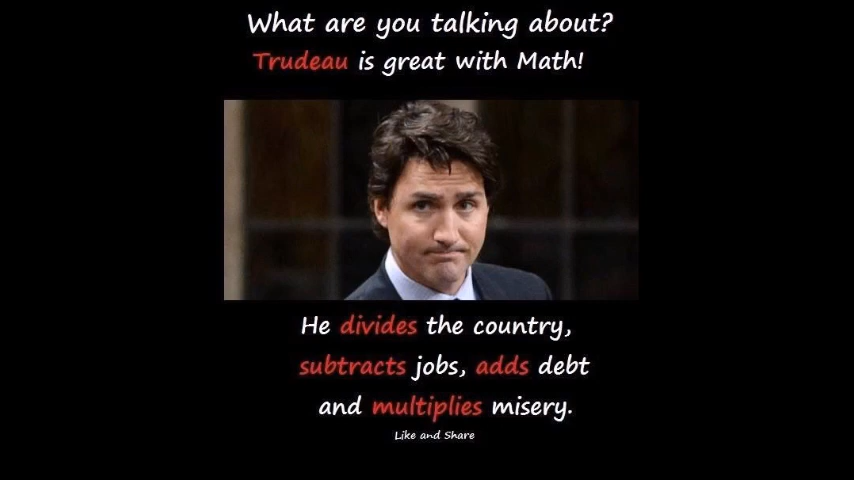 What are you talking about?
Trudeau is great with Math!
He divides the country,
subtracts jobs, adds debt
and multiplies misery.
Like and Share